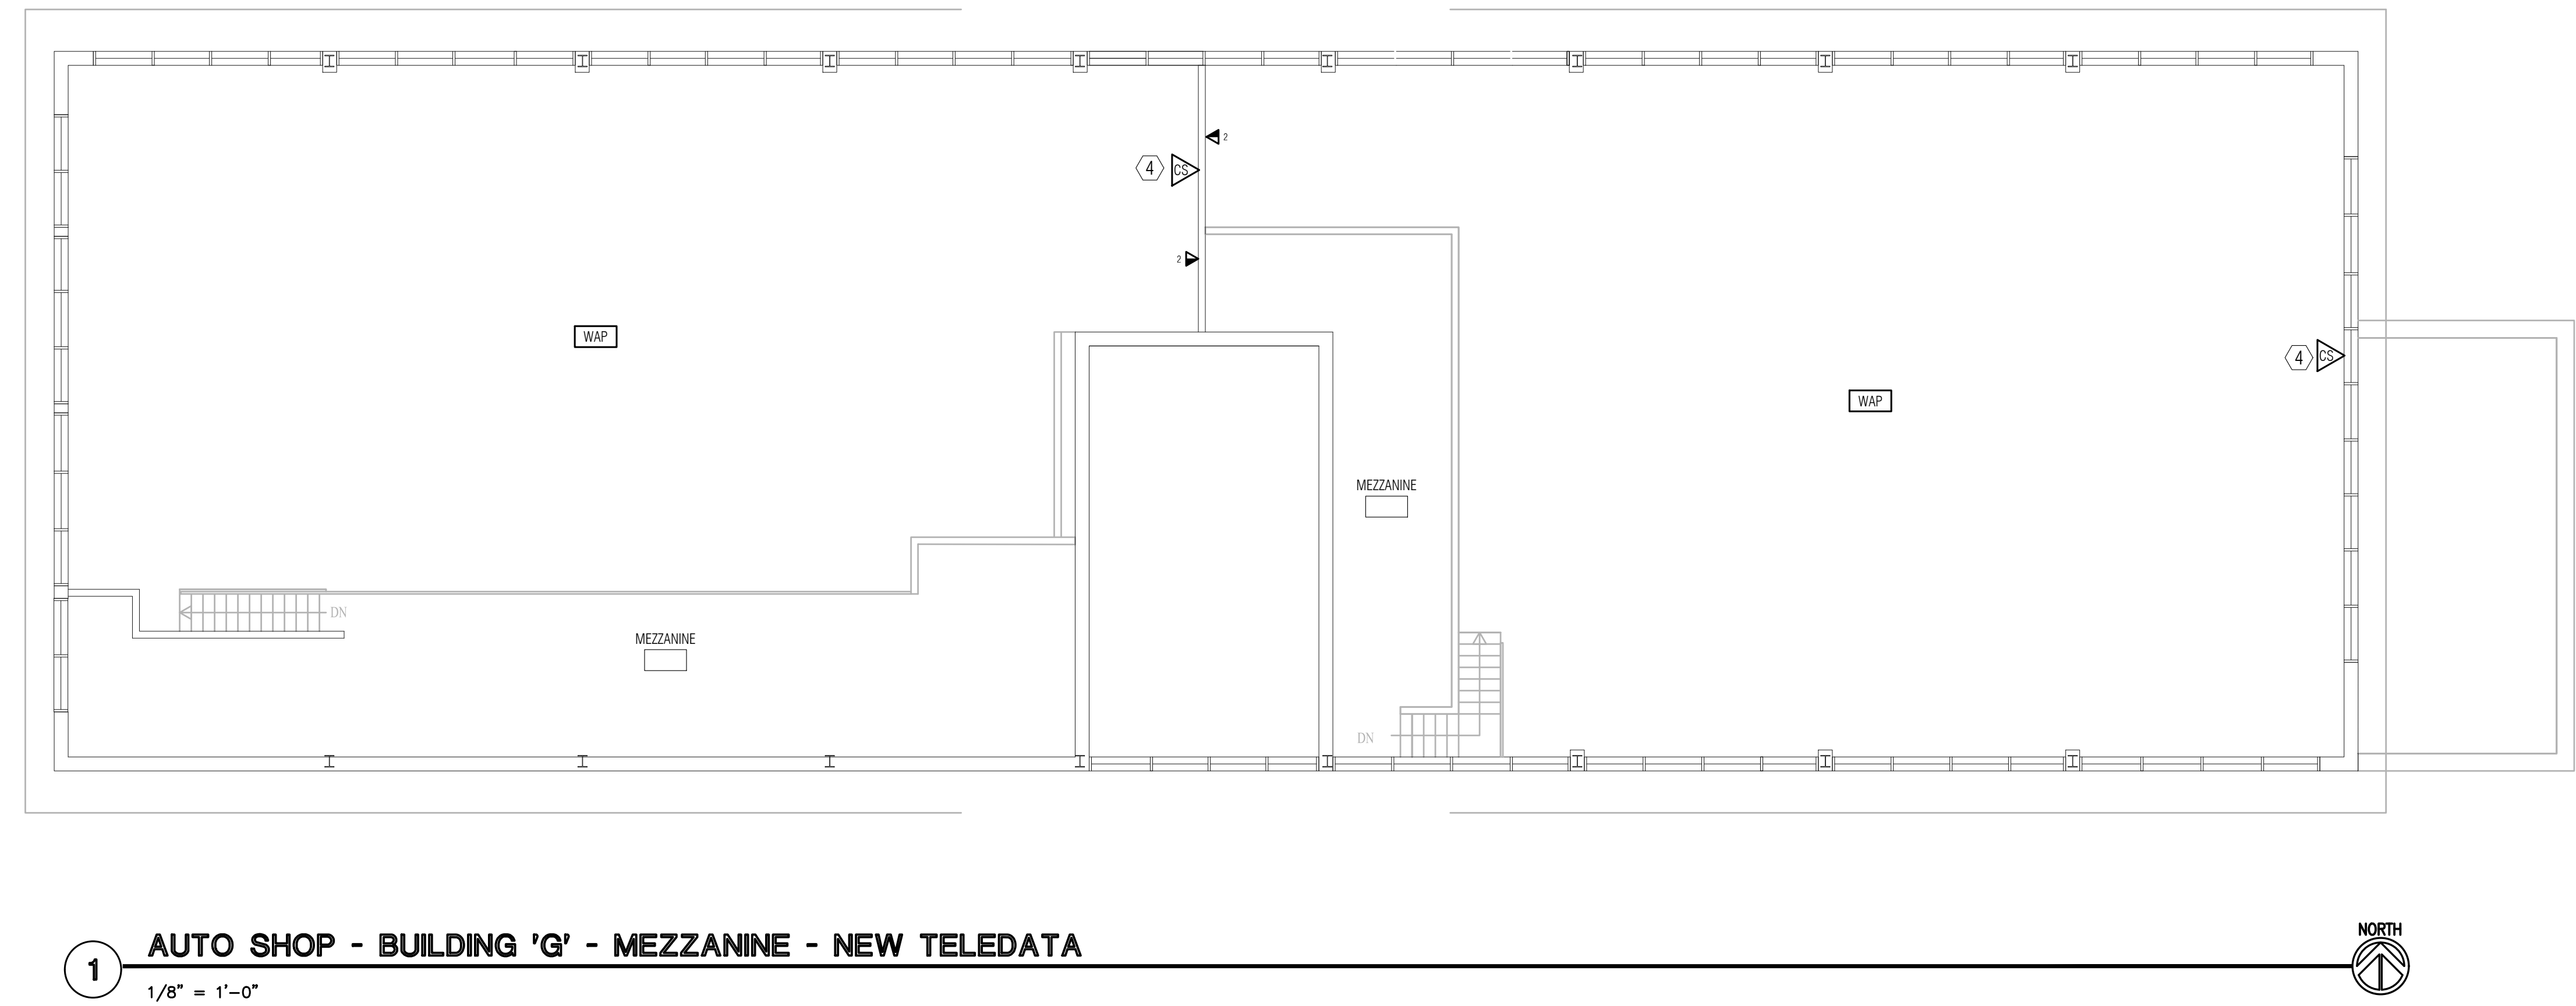 2
4
CS
2
WAP
4
CS
WAP
MEZZANINE
DN
MEZZANINE
DN
NORTH
1
AUTO SHOP - BUILDING 'G' - MEZZANINE - NEW TELEDATA
1/8" = 1'-0"